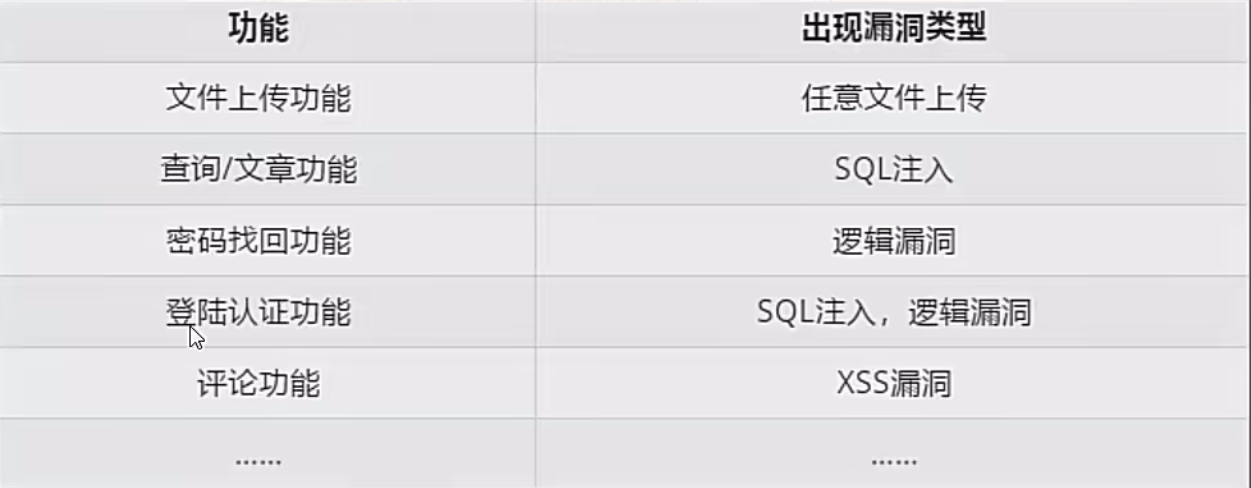 功能 出现漏洞类型
文件上传功能 任意文件上传
查询/文章功能 SQL注入
密码找回功能 逻辑漏洞
登陆认证功能 SQL注入，逻辑漏洞
评论功能 XSS漏洞
…… ……